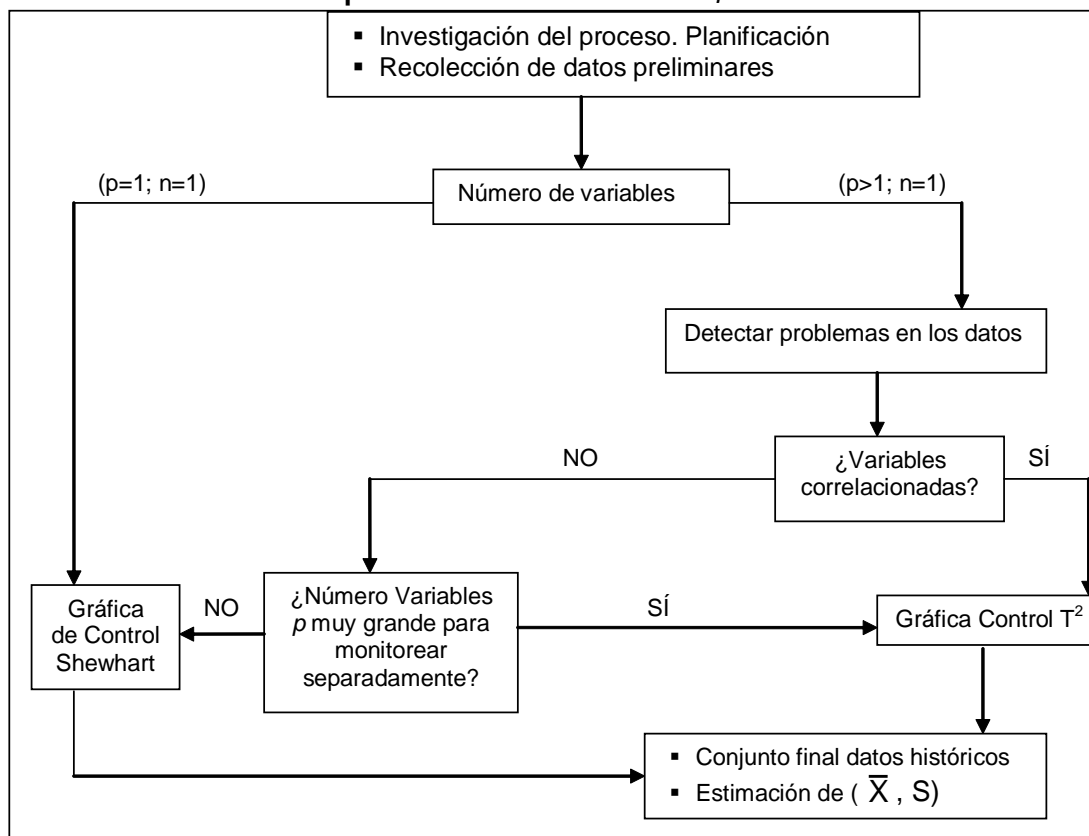 ▪ Investigación del proceso. Planificación
▪ Recolección de datos preliminares
(p=1; n=1)
Número de variables
(p>1; n=1)
Detectar problemas en los datos
NO
¿Variables
correlacionadas?
SÍ
Gráfica
de Control
Shewhart
NO
¿Número Variables
p muy grande para
monitorear
separadamente?
SÍ
Gráfica Control T²
▪ Conjunto final datos históricos
▪ Estimación de ( X̅ , S)